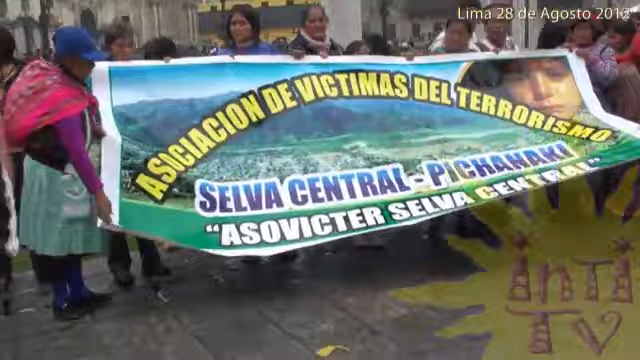 Lima 28 de Agosto 2012
ASOCIACION DE VICTIMAS DEL TERRORISMO
SELVA CENTRAL - PICHANAKI
"ASOVICTER SELVA CENTRAL"
inti
Tv